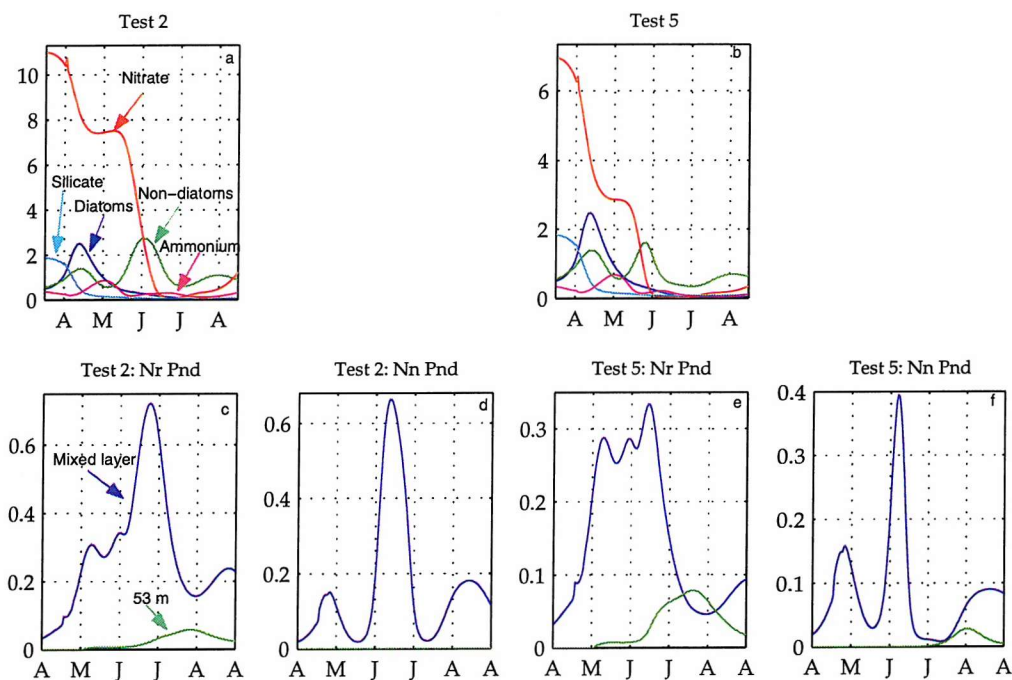 Test 2
Test 5
a
10
8
6
4
2
0
Nitrate
Silicate
Diatoms
Non-diatoms
Ammonium
A M J J A
b
6
4
2
0
A M J J A
Test 2: Nr Pnd
Test 2: Nn Pnd
Test 5: Nr Pnd
Test 5: Nn Pnd
c
0.6
0.4
0.2
0
Mixed layer
53 m
A M J J A A
d
0.6
0.4
0.2
0
A M J J A A
e
0.3
0.2
0.1
0
A M J J A A
f
0.4
0.3
0.2
0.1
0
A M J J A A